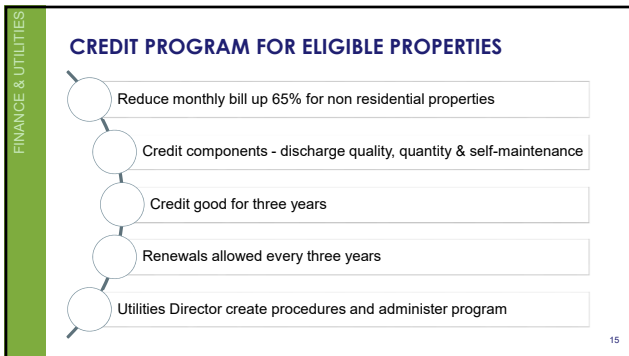 FINANCE & UTILITIES
CREDIT PROGRAM FOR ELIGIBLE PROPERTIES
Reduce monthly bill up 65% for non residential properties
Credit components - discharge quality, quantity & self-maintenance
Credit good for three years
Renewals allowed every three years
Utilities Director create procedures and administer program
15